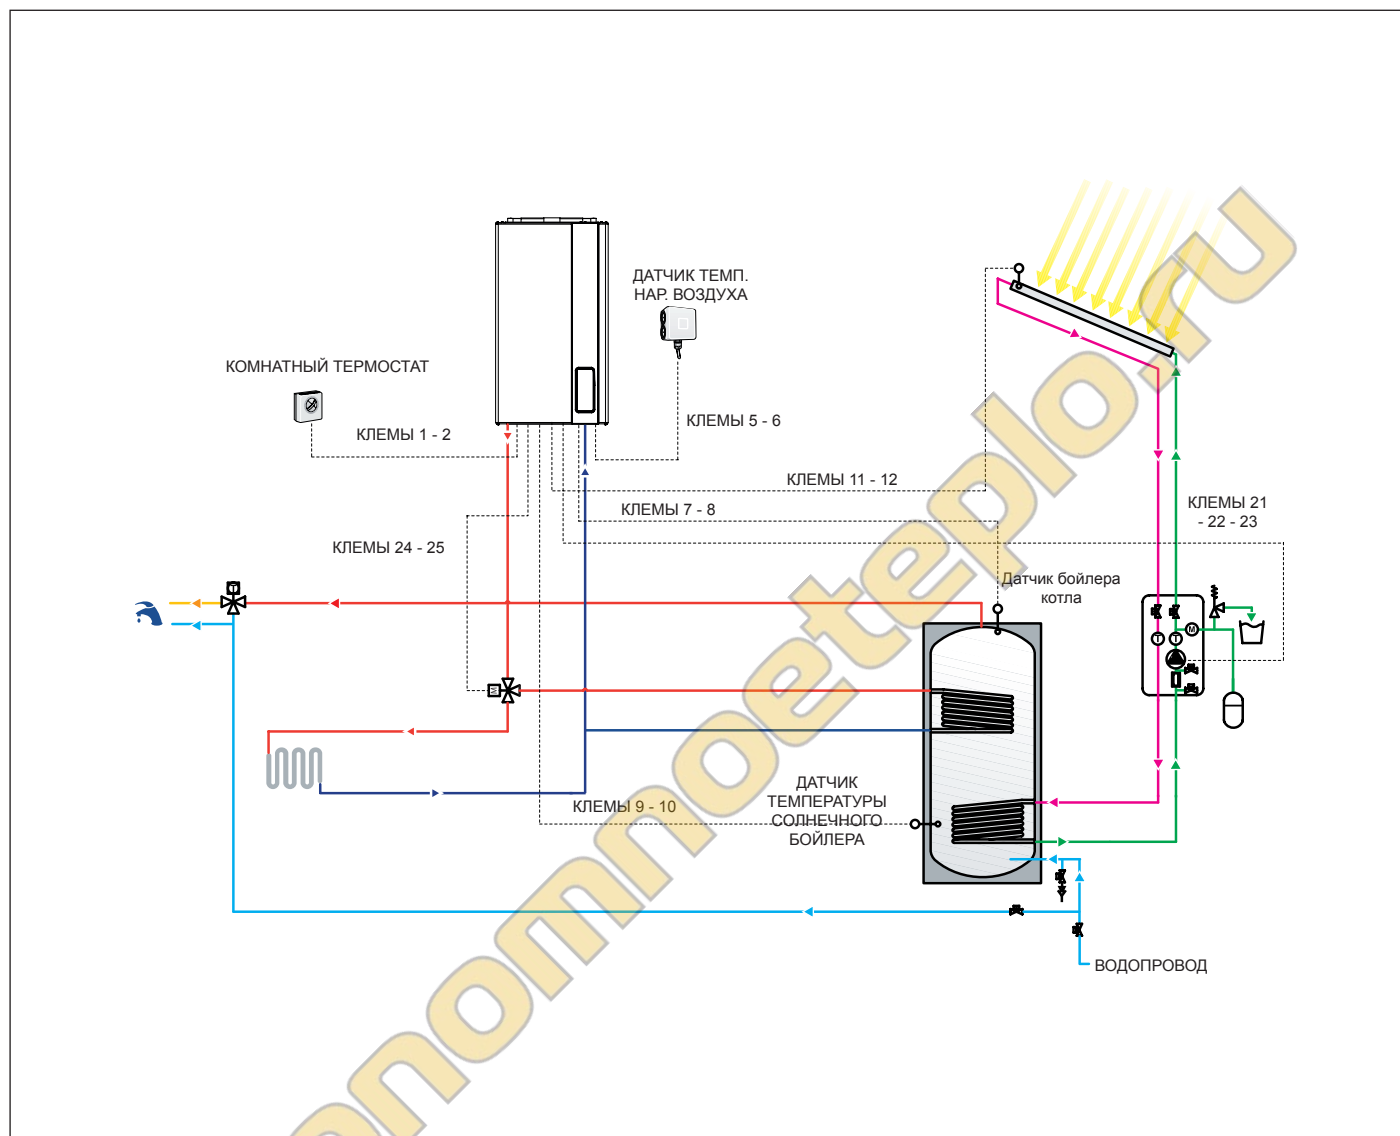 ДАТЧИК ТЕМП.
НАР. ВОЗДУХА
КОМНАТНЫЙ ТЕРМОСТАТ
КЛЕМЫ 1 - 2
КЛЕМЫ 5 - 6
КЛЕМЫ 11 - 12
КЛЕМЫ 7 - 8
КЛЕМЫ 21
- 22 - 23
КЛЕМЫ 24 - 25
Датчик бойлера
котла
M
T
T
M
ДАТЧИК
ТЕМПЕРАТУРЫ
СОЛНЕЧНОГО
БОЙЛЕРА
КЛЕМЫ 9 - 10
ВОДОПРОВОД
anomnoeteplo.ru